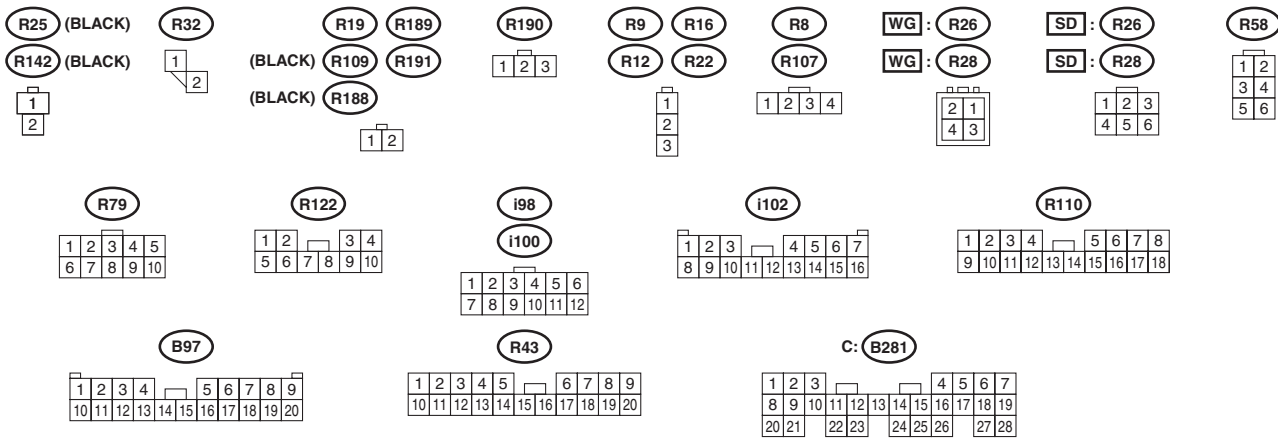 R25 (BLACK)
R142 (BLACK)
1
2
R32
1
2
R19 R189
(BLACK) R109 R191
(BLACK) R188
1 2
R190
1 2 3
R9 R16
R12 R22
1
2
3
R8
R107
1 2 3 4
WG : R26
WG : R28
2 1
4 3
SD : R26
SD : R28
1 2 3
4 5 6
R58
1 2
3 4
5 6
R79
1 2 3 4 5
6 7 8 9 10
R122
1 2 3 4
5 6 7 8 9 10
i98
i100
1 2 3 4 5 6
7 8 9 10 11 12
i102
1 2 3 4 5 6 7
8 9 10 11 12 13 14 15 16
R110
1 2 3 4 5 6 7 8
9 10 11 12 13 14 15 16 17 18
B97
1 2 3 4 5 6 7 8 9
10 11 12 13 14 15 16 17 18 19 20
R43
1 2 3 4 5 6 7 8 9
10 11 12 13 14 15 16 17 18 19 20
C: B281
1 2 3 4 5 6 7
8 9 10 11 12 13 14 15 16 17 18 19
20 21 22 23 24 25 26 27 28